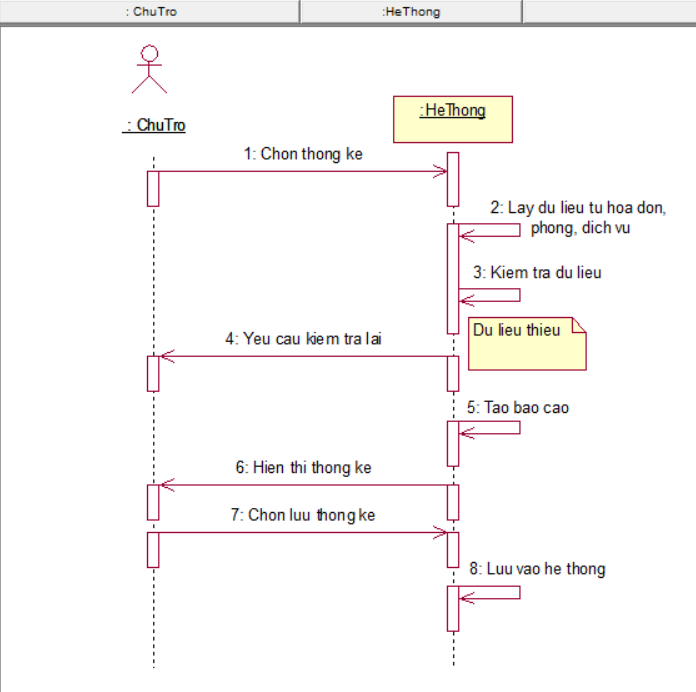 : ChuTro
:HeThong
: ChuTro
:HeThong
1: Chon thong ke
2: Lay du lieu tu hoa don,
phong, dich vu
3: Kiem tra du lieu
Du lieu thieu
4: Yeu cau kiem tra lai
5: Tao bao cao
6: Hien thi thong ke
7: Chon luu thong ke
8: Luu vao he thong